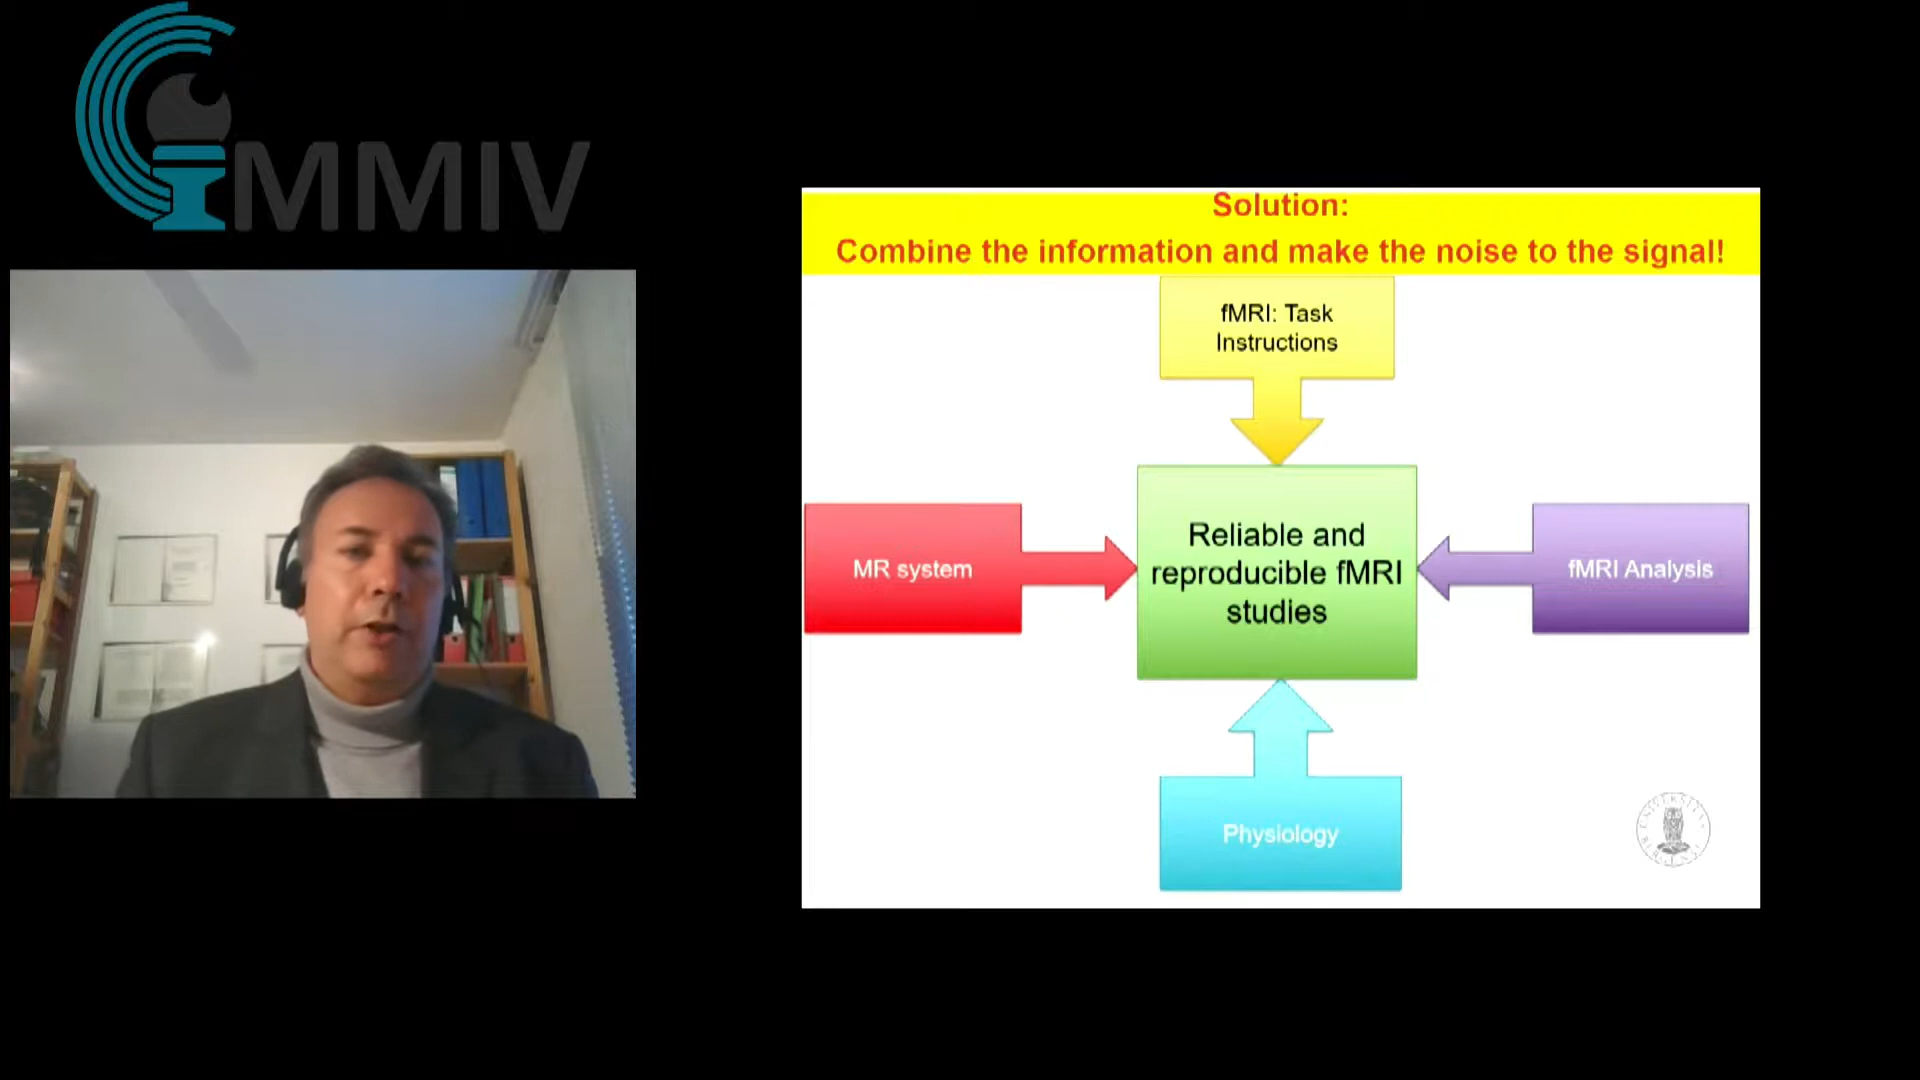 MMIV
Solution:
Combine the information and make the noise to the signal!
fMRI: Task
Instructions
MR system
Reliable and
reproducible fMRI
studies
fMRI Analysis
Physiology